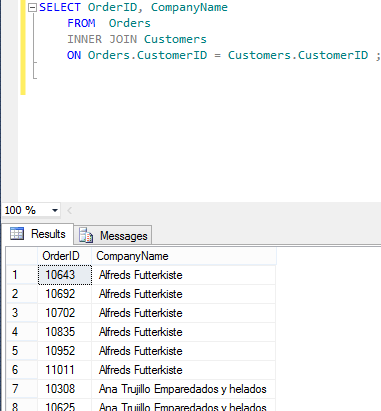 SELECT OrderID, CompanyName
FROM Orders
INNER JOIN Customers
ON Orders.CustomerID = Customers.CustomerID ;
100 %
Results Messages
OrderID CompanyName
1 10643 Alfreds Futterkiste
2 10692 Alfreds Futterkiste
3 10702 Alfreds Futterkiste
4 10835 Alfreds Futterkiste
5 10952 Alfreds Futterkiste
6 11011 Alfreds Futterkiste
7 10308 Ana Trujillo Emparedados y helados
8 10625 Ana Trujillo Emparedados y helados